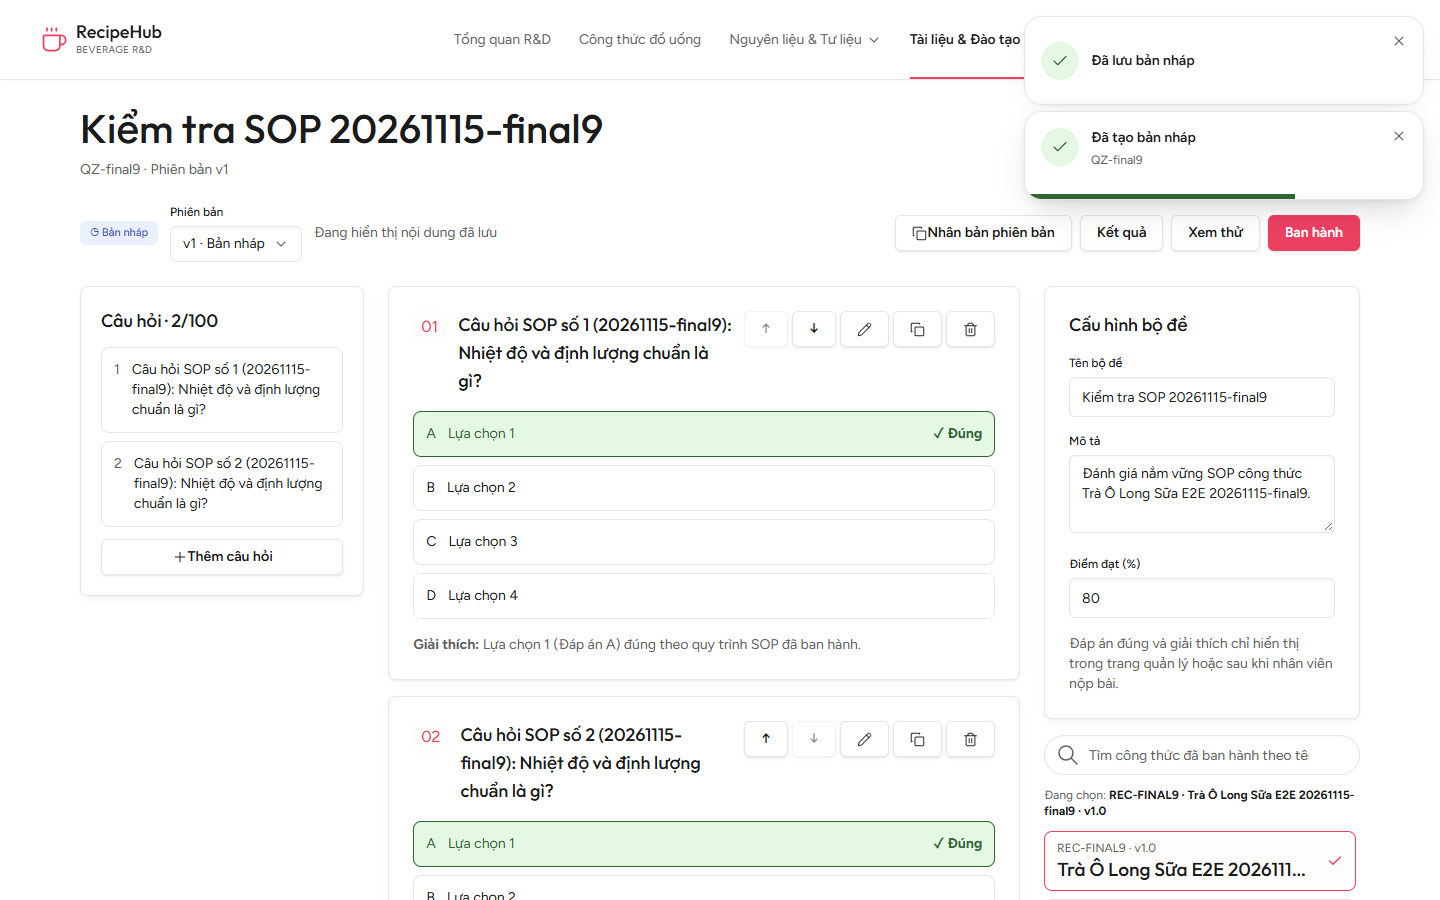 RecipeHub
BEVERAGE R&D
Tổng quan R&D
Công thức đồ uống
Nguyên liệu & Tư liệu
Tài liệu & Đào tạo
Đã lưu bản nháp
Đã tạo bản nháp
QZ-final9
Kiểm tra SOP 20261115-final9
QZ-final9 · Phiên bản v1
Bản nháp
Phiên bản
v1 · Bản nháp
Đang hiển thị nội dung đã lưu
Nhân bản phiên bản
Kết quả
Xem thử
Ban hành
Câu hỏi · 2/100
1 Câu hỏi SOP số 1 (20261115-
final9): Nhiệt độ và định lượng
chuẩn là gì?
2 Câu hỏi SOP số 2 (20261115-
final9): Nhiệt độ và định lượng
chuẩn là gì?
+ Thêm câu hỏi
01 Câu hỏi SOP số 1 (20261115-final9):
Nhiệt độ và định lượng chuẩn là
gì?
A Lựa chọn 1 ✓ Đúng
B Lựa chọn 2
C Lựa chọn 3
D Lựa chọn 4
Giải thích: Lựa chọn 1 (Đáp án A) đúng theo quy trình SOP đã ban hành.
02 Câu hỏi SOP số 2 (20261115-
final9): Nhiệt độ và định lượng
chuẩn là gì?
A Lựa chọn 1 ✓ Đúng
B Lựa chọn 2
Cấu hình bộ đề
Tên bộ đề
Kiểm tra SOP 20261115-final9
Mô tả
Đánh giá nắm vững SOP công thức
Trà Ô Long Sữa E2E 20261115-final9.
Điểm đạt (%)
80
Đáp án đúng và giải thích chỉ hiển thị
trong trang quản lý hoặc sau khi nhân viên
nộp bài.
Tìm công thức đã ban hành theo tê
Đang chọn: REC-FINAL9 · Trà Ô Long Sữa E2E 20261115-
final9 · v1.0
REC-FINAL9 · v1.0
Trà Ô Long Sữa E2E 2026111...